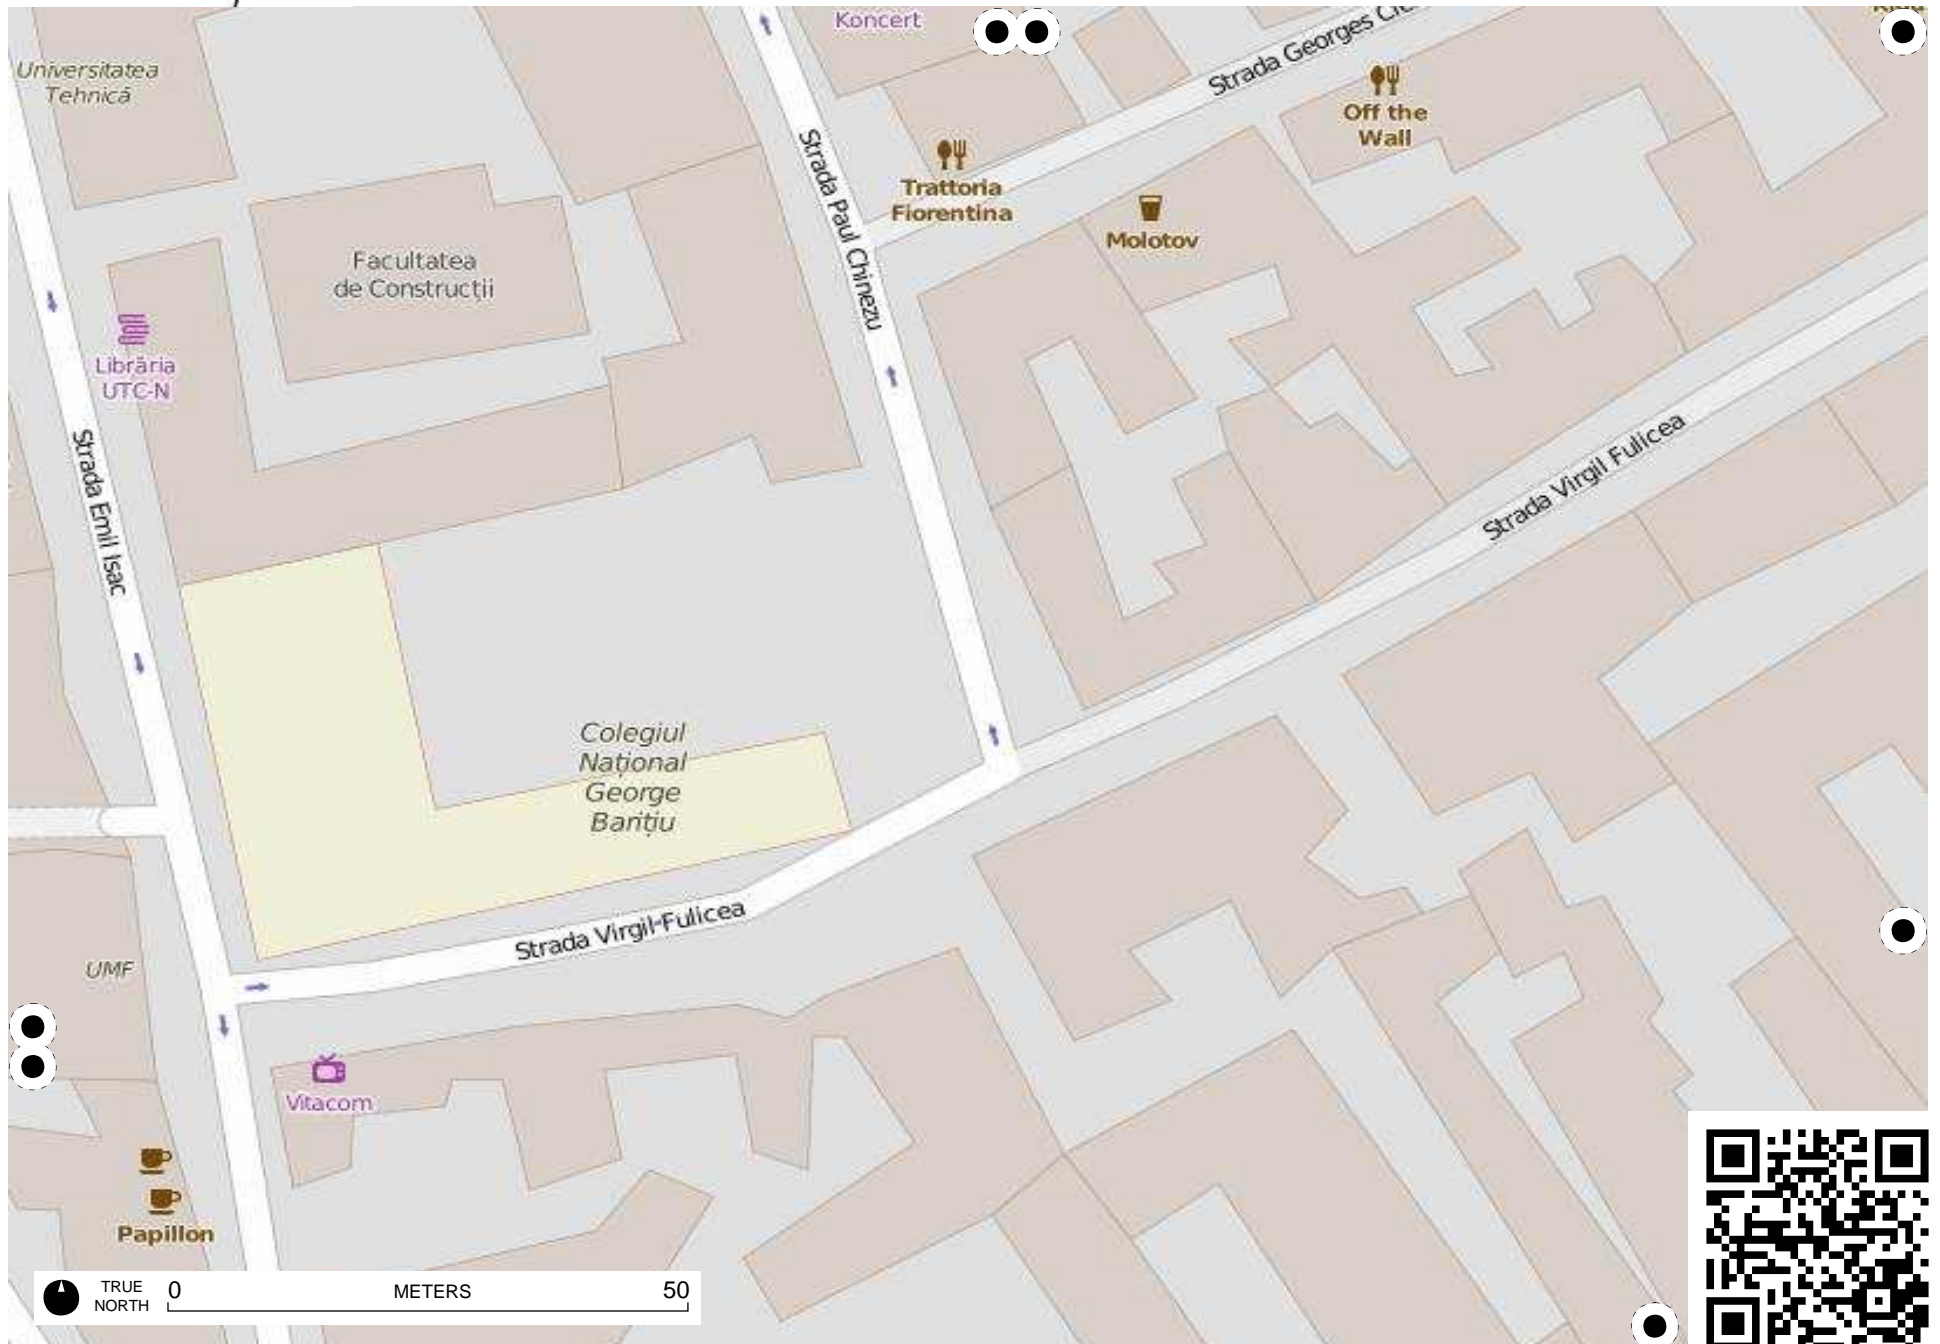 Koncert
Universitatea
Tehnică
Strada Georges Cle
Off the
Wall
Strada Paul Chinezu
Trattoria
Fiorentina
Molotov
Facultatea
de Construcții
Librăria
UTC-N
Strada Emil Isac
Strada Virgil Fulicea
Colegiul
Național
George
Barițiu
Strada Virgil Fulicea
UMF
Vitacom
Papillon
TRUE
NORTH
0
METERS
50